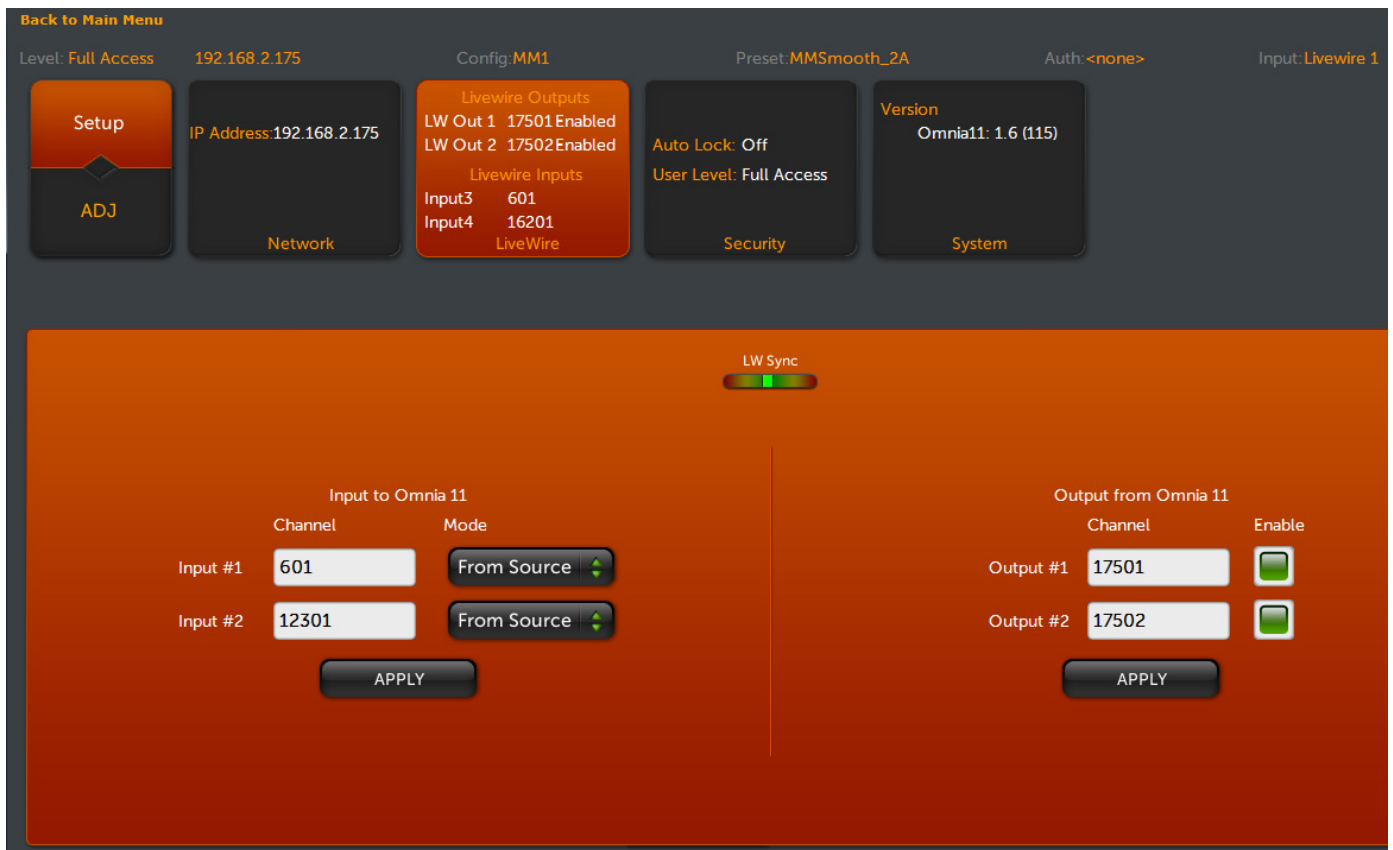 Back to Main Menu
Level: Full Access 192.168.2.175 Config:MM1 Preset:MMSmooth_2A Auth:<none> Input:Livewire 1
Setup
ADJ
IP Address:192.168.2.175
Network
Livewire Outputs
LW Out 1 17501 Enabled
LW Out 2 17502 Enabled
Livewire Inputs
Input3 601
Input4 16201
LiveWire
Auto Lock: Off
User Level: Full Access
Security
Version
Omnia11: 1.6 (115)
System
LW Sync
Input to Omnia 11
Channel Mode
Input #1 601 From Source
Input #2 12301 From Source
APPLY
Output from Omnia 11
Channel Enable
Output #1 17501
Output #2 17502
APPLY